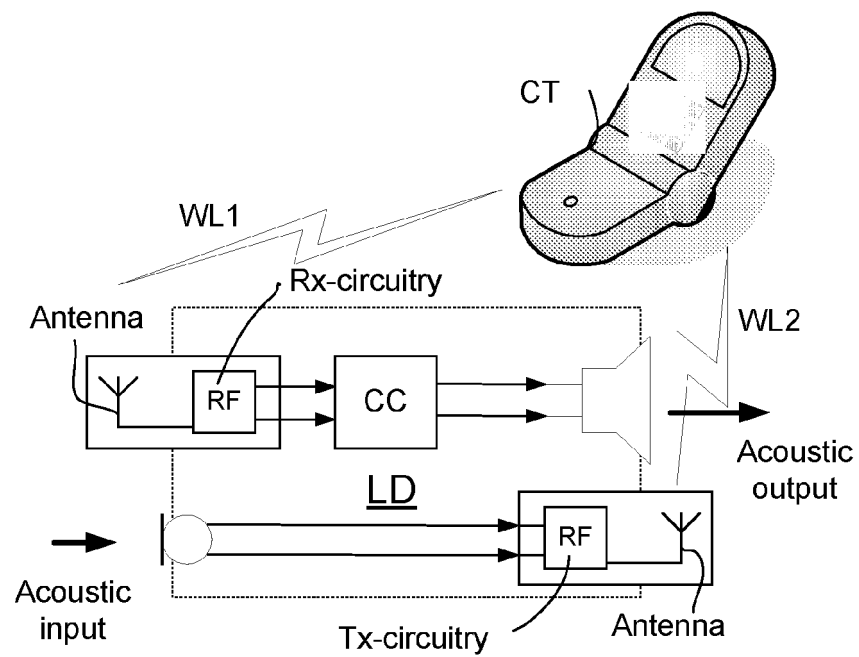 CT
WL1
Rx-circuitry
Antenna
WL2
RF
CC
Acoustic
output
LD
RF
Acoustic
input
Tx-circuitry
Antenna